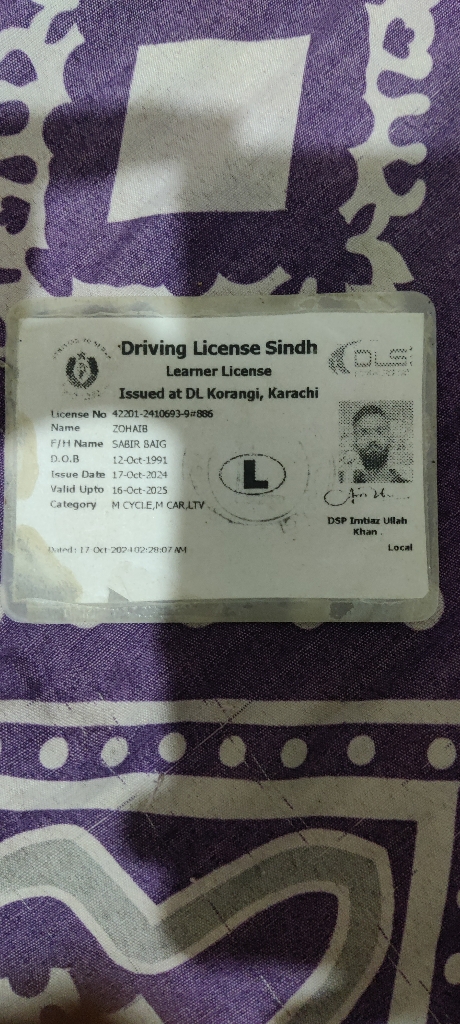 Driving License Sindh
Learner License
Issued at DL Korangi, Karachi
DLS
License No 42201-2410693-9#886
Name ZOHAIB
F/H Name SABIR BAIG
D.O.B 12-Oct-1991
Issue Date 17-Oct-2024
Valid Upto 16-Oct-2025
Category M CYCLE,M CAR,LTV
L
DSP Imtiaz Ullah
Khan
Local
Dated: 17-Oct-2024 02:28:07 AM